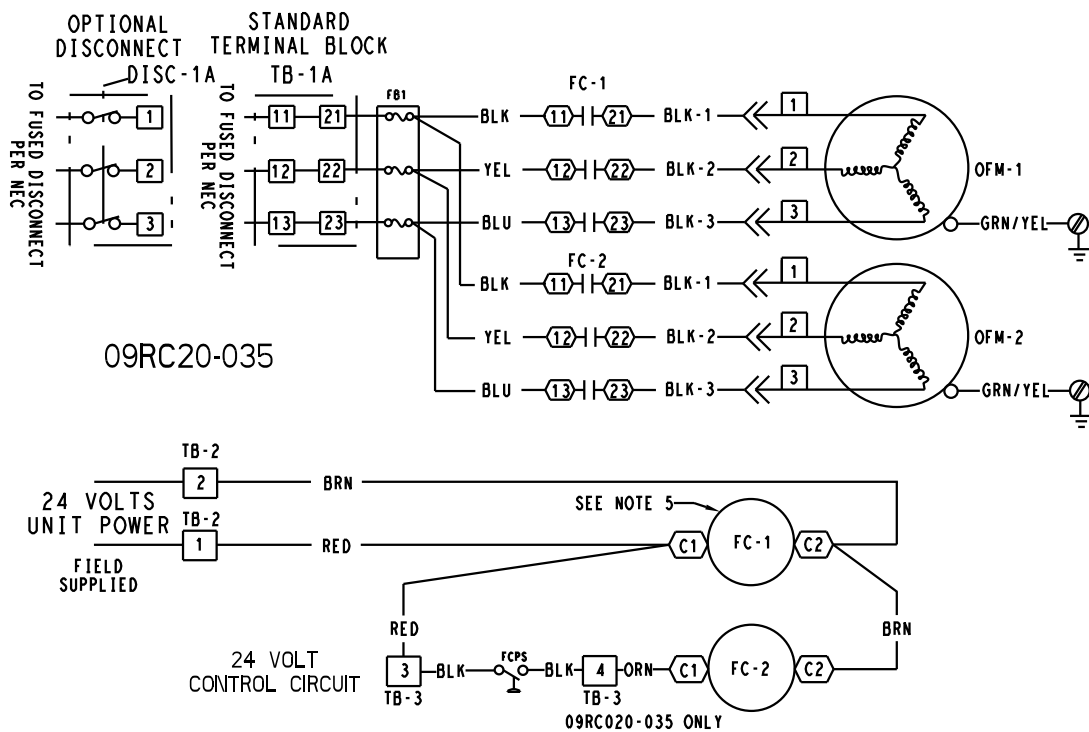 OPTIONAL
DISCONNECT
DISC-1A
STANDARD
TERMINAL BLOCK
TB-1A
TO FUSED DISCONNECT
PER NEC
1
2
3
TO FUSED DISCONNECT
PER NEC
11 21
12 22
13 23
FB1
FC-1
BLK 11 21 BLK-1 1
YEL 12 22 BLK-2 2
BLU 13 23 BLK-3 3
OFM-1
GRN/YEL
FC-2
BLK 11 21 BLK-1 1
YEL 12 22 BLK-2 2
BLU 13 23 BLK-3 3
OFM-2
GRN/YEL
09RC20-035
TB-2
2 BRN
24 VOLTS
UNIT POWER
TB-2
1 RED
FIELD
SUPPLIED
SEE NOTE 5
C1 FC-1 C2
RED
BRN
24 VOLT
CONTROL CIRCUIT
3 BLK FCPS BLK 4 ORN C1 FC-2 C2
TB-3 TB-3
09RC020-035 ONLY